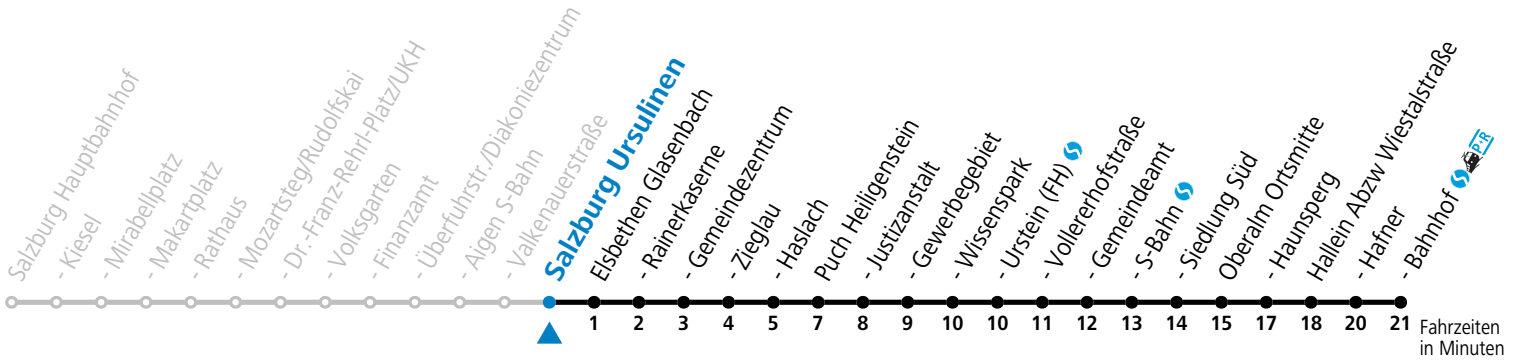 Salzburg Hauptbahnhof
- Kiesel
- Mirabellplatz
- Makartplatz
- Rathaus
- Mozartsteg/Rudolfskai
- Dr.-Franz-Rehrl-Platz/UKH
- Volksgarten
- Finanzamt
- Überfuhrstr./Diakoniezentrum
- Aigen S-Bahn
- Valkenauerstraße
Salzburg Ursulinen
Elsbethen Glasenbach
- Rainerkaserne
- Gemeindezentrum
- Zieglau
- Haslach
Puch Heiligenstein
- Justizanstalt
- Gewerbegebiet
- Wissenspark
- Urstein (FH)
- Vollererhofstraße
- Gemeindeamt
- S-Bahn
- Siedlung Süd
Oberalm Ortsmitte
- Haunsperg
Hallein Abzw Wiestalstraße
- Hafner
- Bahnhof P+R
1 2 3 4 5 7 8 9 10 10 11 12 13 14 15 17 18 20 21
Fahrzeiten
in Minuten